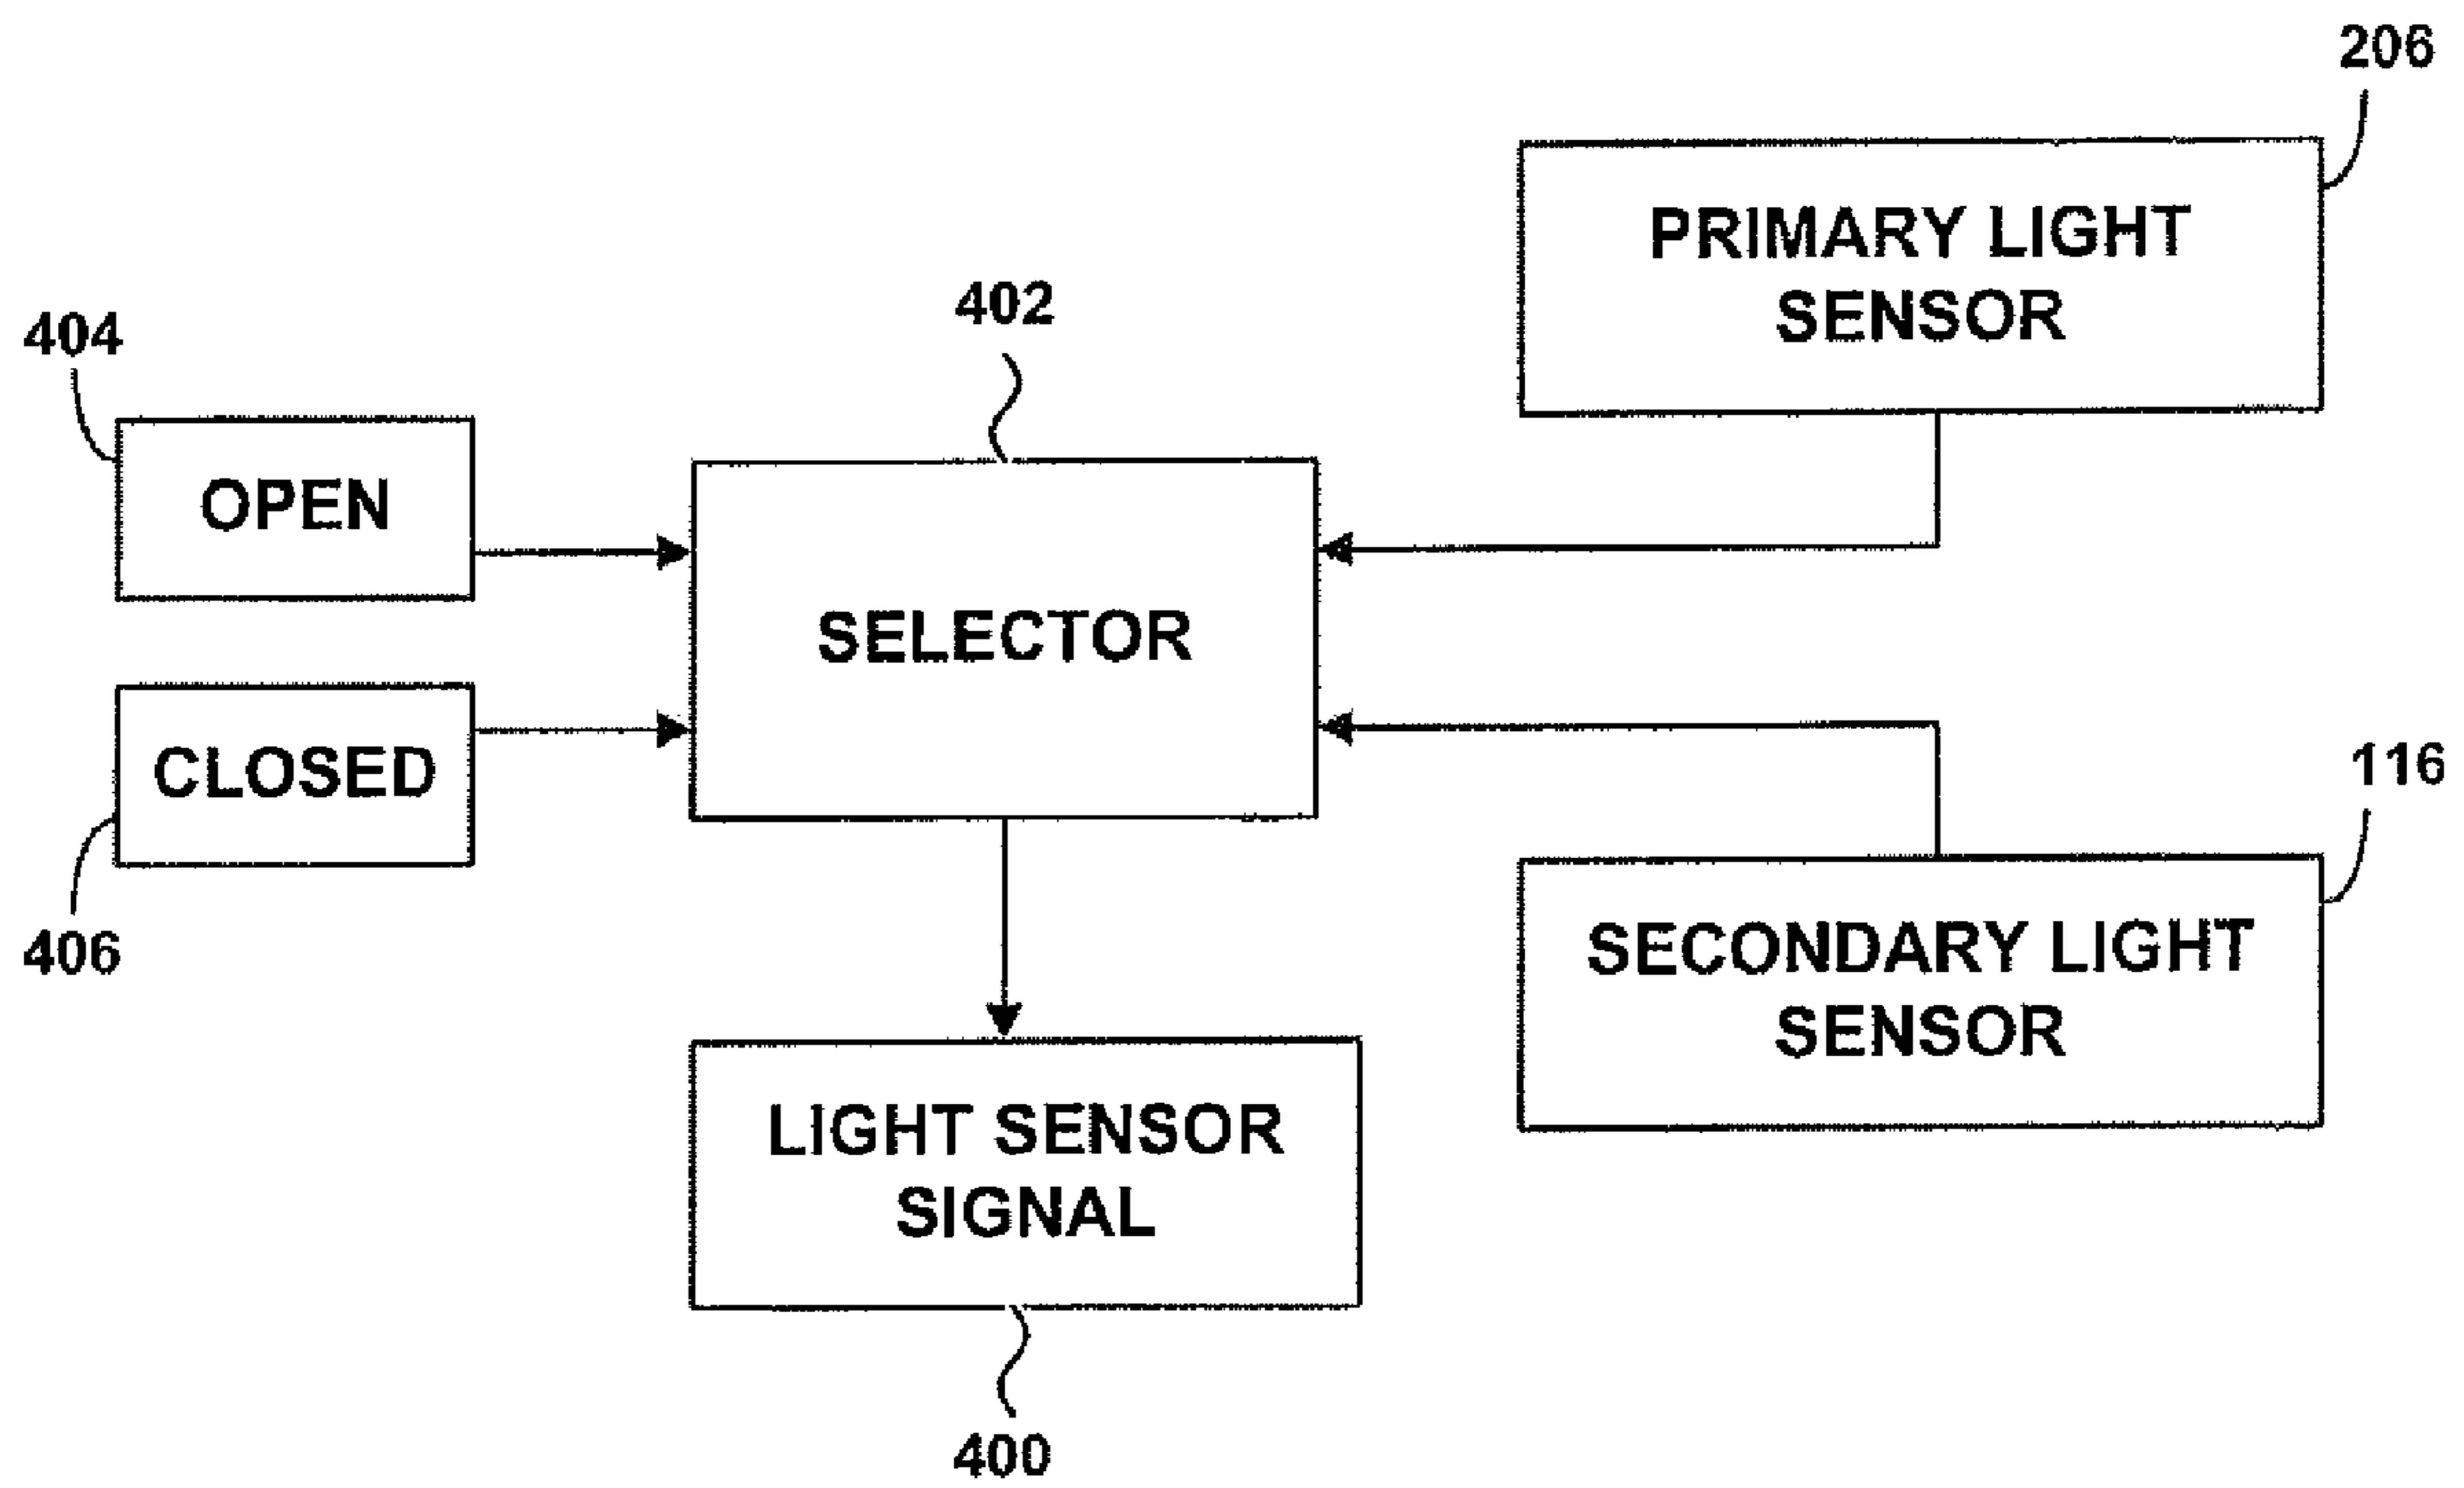 206
PRIMARY LIGHT
SENSOR
402
404
OPEN
SELECTOR
CLOSED
406
116
SECONDARY LIGHT
SENSOR
LIGHT SENSOR
SIGNAL
400